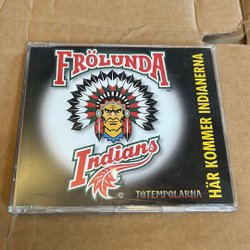 FRÖLUNDA
Indians
TOTEMPOLARNA
HÄR KOMMER INDIANERNA